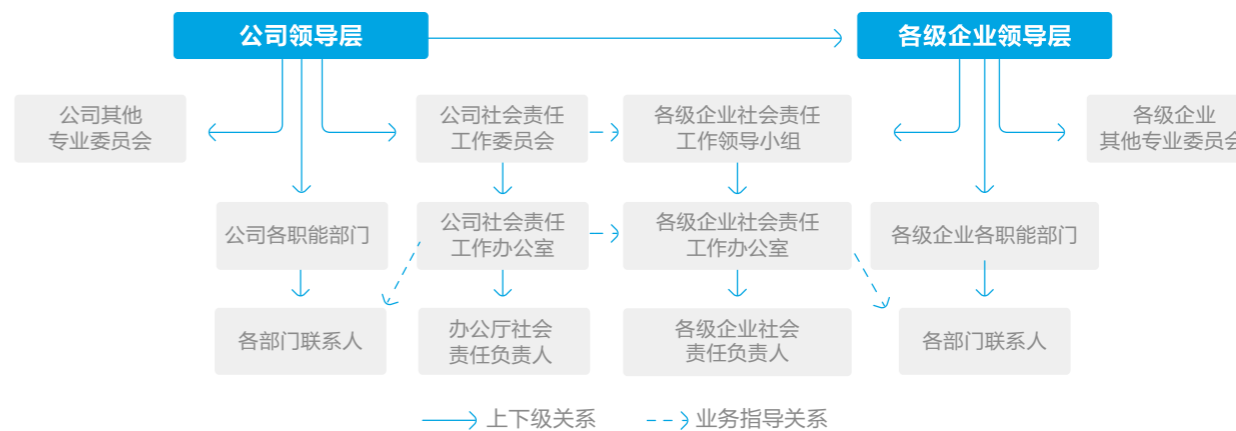 公司领导层
各级企业领导层
公司其他
专业委员会
公司社会责任
工作委员会
各级企业社会责任
工作领导小组
各级企业
其他专业委员会
公司各职能部门
公司社会责任
工作办公室
各级企业社会责任
工作办公室
各级企业各职能部门
各部门联系人
办公厅社会
责任负责人
各级企业社会
责任负责人
各部门联系人
上下级关系
业务指导关系